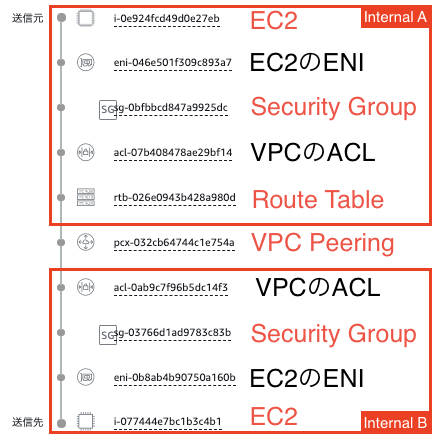 送信元 i-0e924fcd49d0e27eb EC2 Internal A
eni-046e501f309c893a7 EC2のENI
SG sg-0bfbbcd847a9925dc Security Group
acl-07b408478ae29bf14 VPCのACL
rtb-026e0943b428a980d Route Table
pcx-032cb64744c1e754a VPC Peering
acl-0ab9c7f96b5dc14f3 VPCのACL
SG sg-03766d1ad9783c83b Security Group
eni-0b8ab4b90750a160b EC2のENI
送信先 i-077444e7bc1b3c4b1 EC2 Internal B